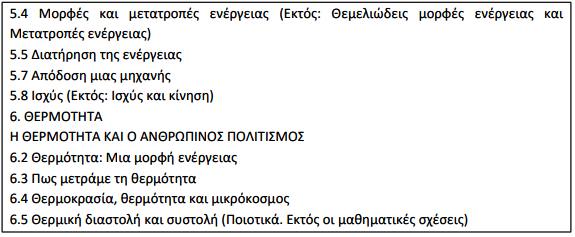 5.4 Μορφές και μετατροπές ενέργειας (Εκτός: Θεμελιώδεις μορφές ενέργειας και
Μετατροπές ενέργειας)
5.5 Διατήρηση της ενέργειας
5.7 Απόδοση μιας μηχανής
5.8 Ισχύς (Εκτός: Ισχύς και κίνηση)
6. ΘΕΡΜΟΤΗΤΑ
Η ΘΕΡΜΟΤΗΤΑ ΚΑΙ Ο ΑΝΘΡΩΠΙΝΟΣ ΠΟΛΙΤΙΣΜΟΣ
6.2 Θερμότητα: Μια μορφή ενέργειας
6.3 Πως μετράμε τη θερμότητα
6.4 Θερμοκρασία, θερμότητα και μικρόκοσμος
6.5 Θερμική διαστολή και συστολή (Ποιοτικά. Εκτός οι μαθηματικές σχέσεις)